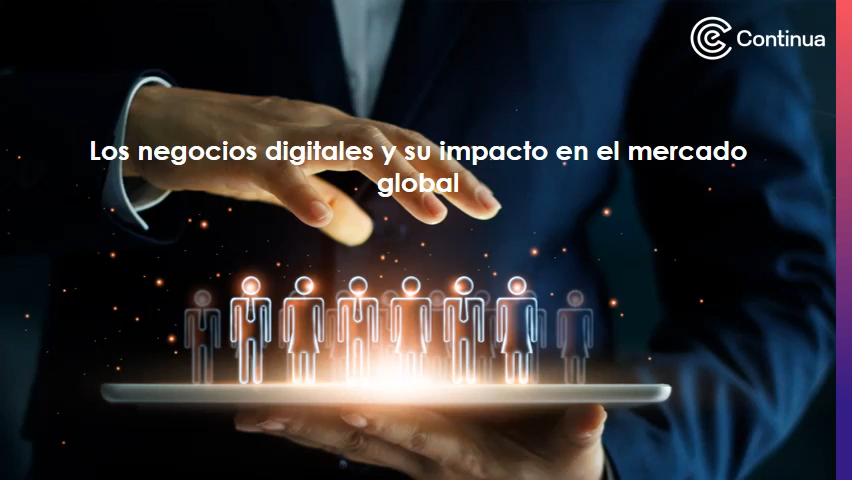 Continua
Los negocios digitales y su impacto en el mercado
global